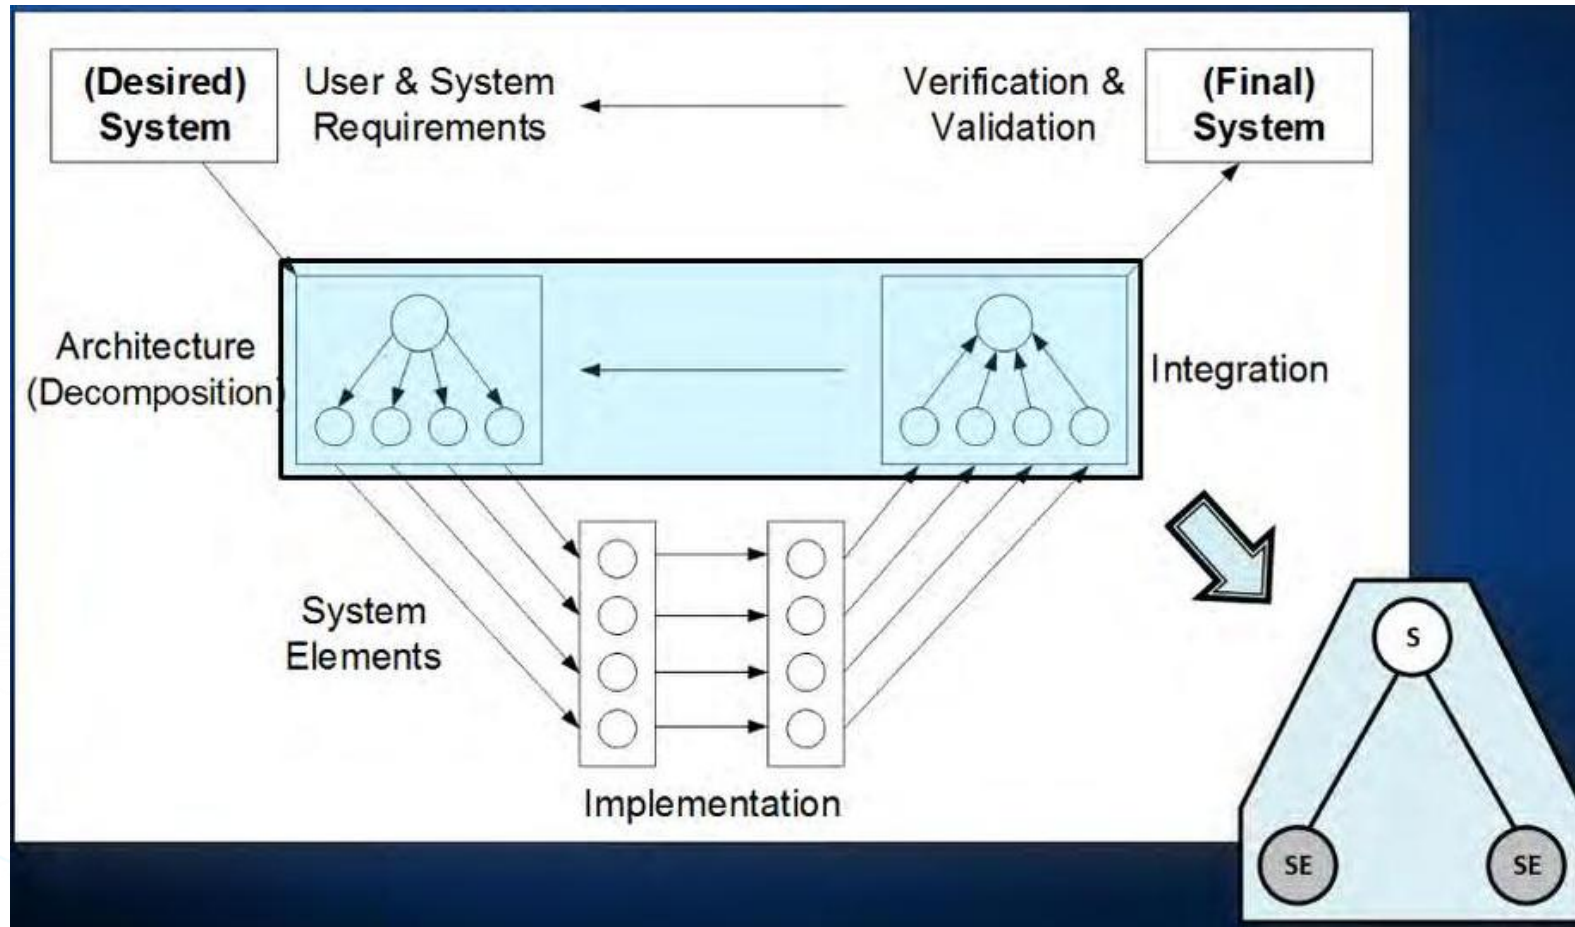 (Desired)
System
User & System
Requirements
Verification &
Validation
(Final)
System
Architecture
(Decomposition)
Integration
System
Elements
Implementation
S
SE
SE